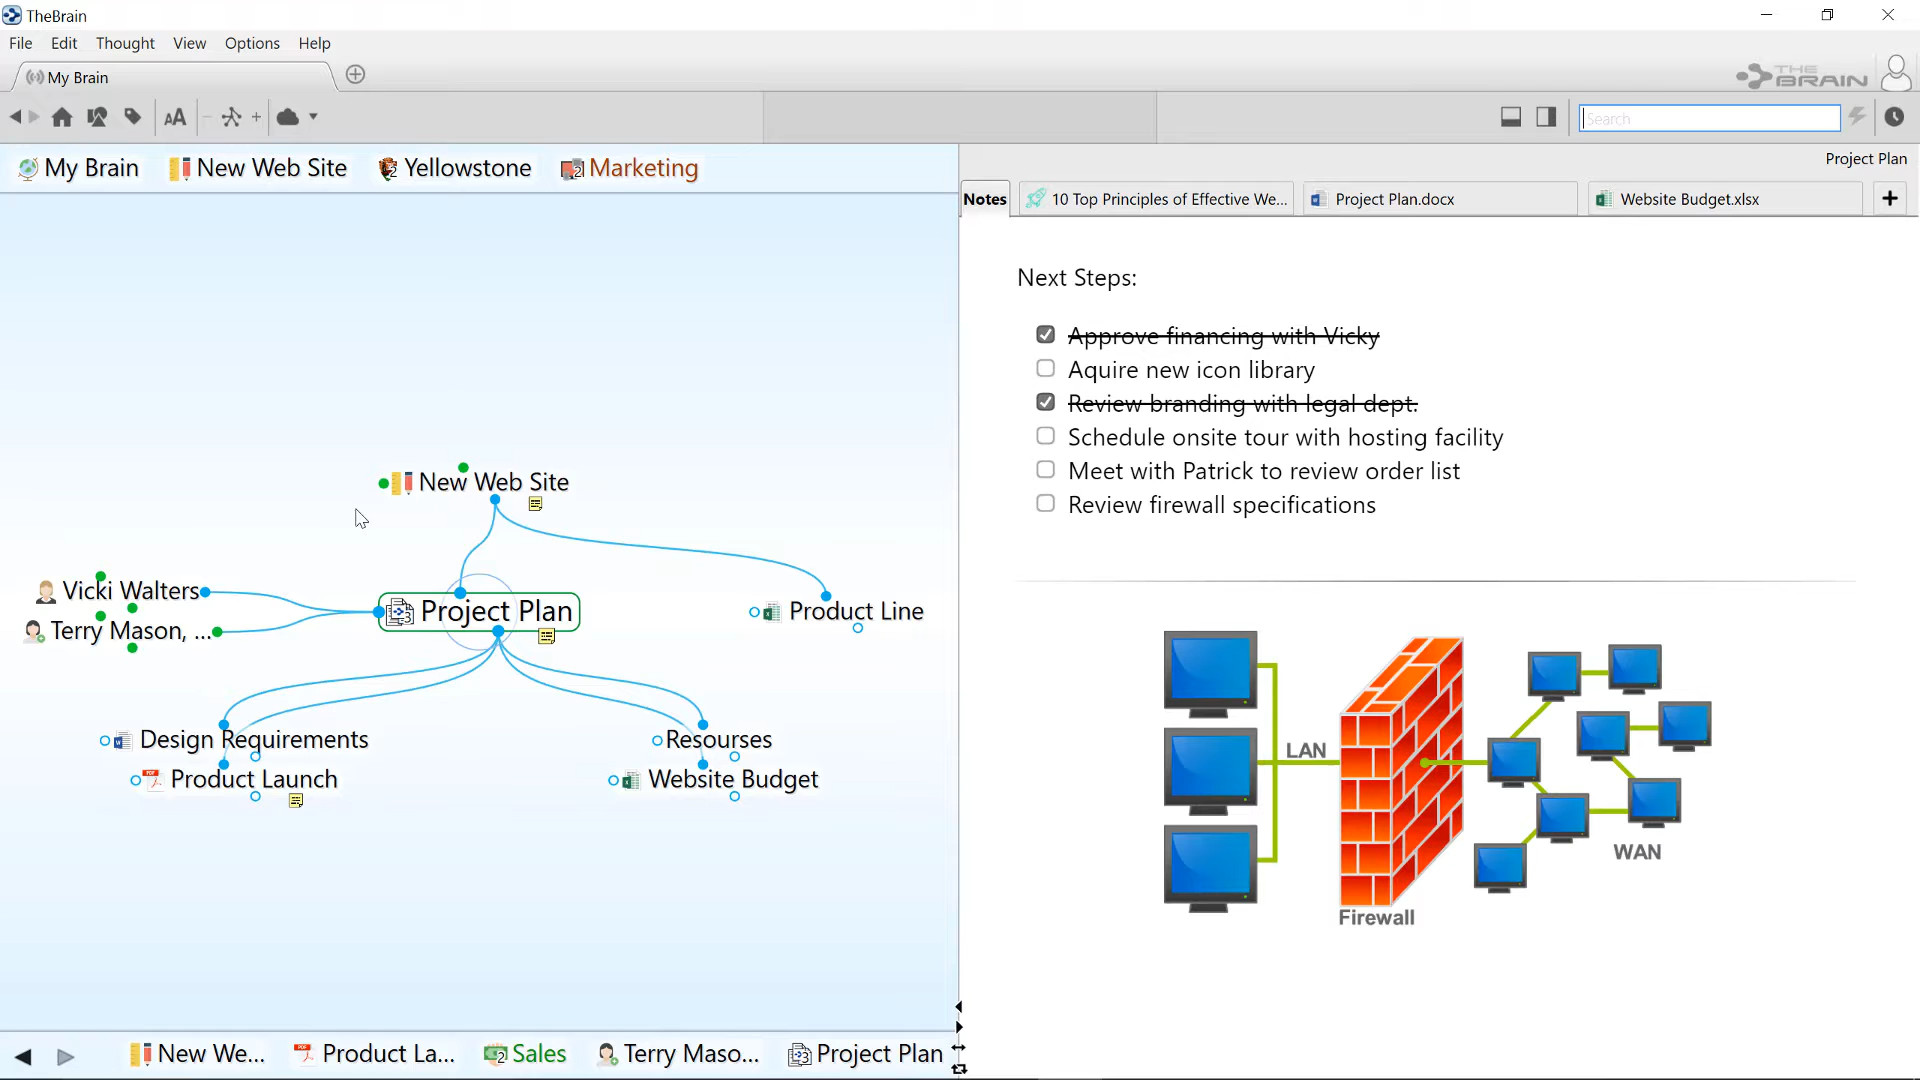 TheBrain
File Edit Thought View Options Help
My Brain
THE BRAIN
AA
Search
My Brain New Web Site Yellowstone Marketing
Project Plan
Notes 10 Top Principles of Effective We... Project Plan.docx Website Budget.xlsx
Next Steps:
Approve financing with Vicky
Aquire new icon library
Review branding with legal dept.
Schedule onsite tour with hosting facility
Meet with Patrick to review order list
Review firewall specifications
New Web Site
Vicki Walters
Terry Mason, ...
Project Plan
Product Line
Design Requirements
Resourses
Product Launch
Website Budget
LAN
WAN
Firewall
New We... Product La... Sales Terry Maso... Project Plan